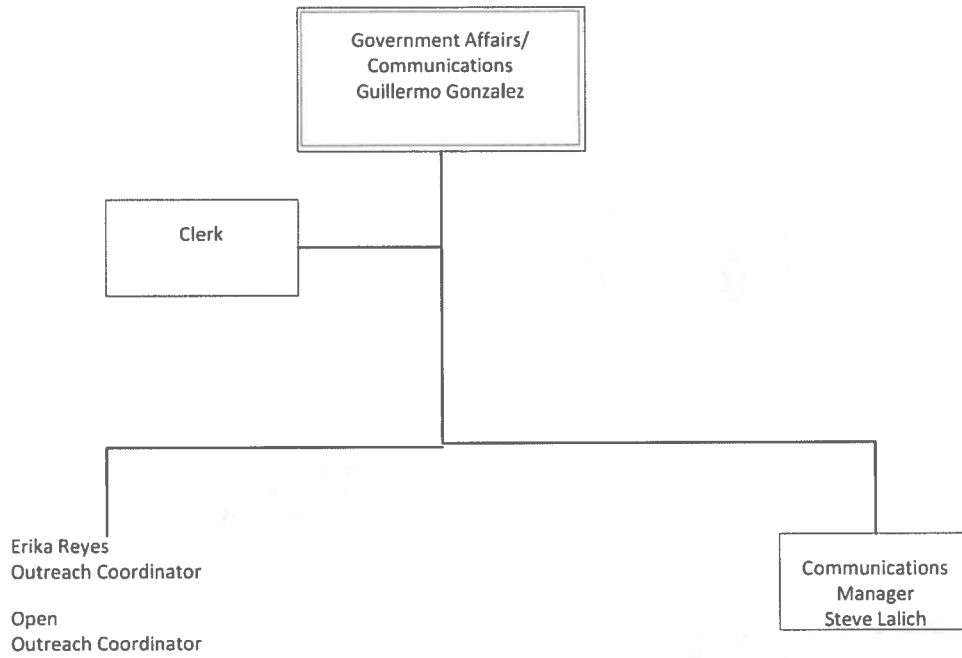 Government Affairs/
Communications
Guillermo Gonzalez
Clerk
Erika Reyes
Outreach Coordinator
Open
Outreach Coordinator
Communications
Manager
Steve Lalich